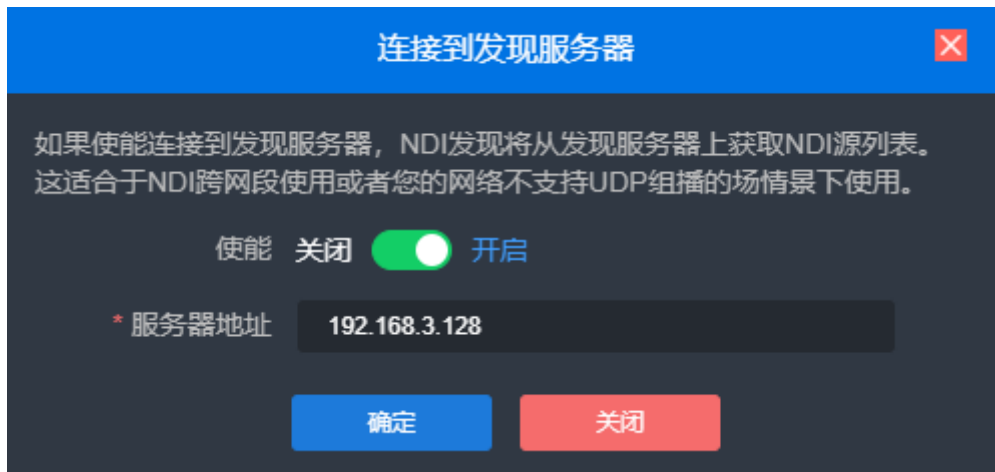 连接到发现服务器
如果使能连接到发现服务器，NDI发现将从发现服务器上获取NDI源列表。
这适合于NDI跨网段使用或者您的网络不支持UDP组播的场情景下使用。
使能 关闭 开启
* 服务器地址 192.168.3.128
确定 关闭